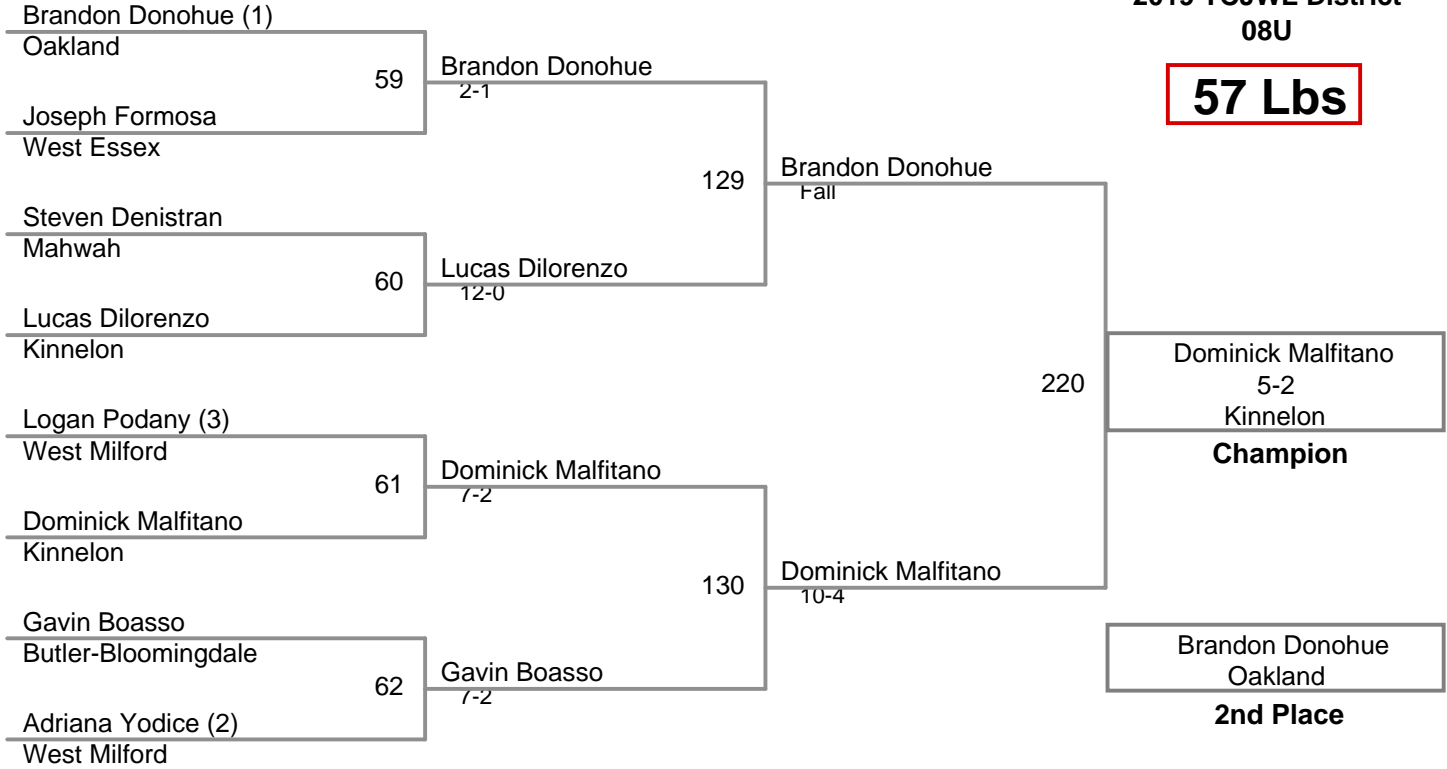 2019 TCJWL District
08U
57 Lbs
Brandon Donohue (1)
Oakland
59
Joseph Formosa
West Essex
Brandon Donohue
2-1
Steven Denistran
Mahwah
60
Lucas Dilorenzo
Kinnelon
Lucas Dilorenzo
12-0
129
Brandon Donohue
Fall
Logan Podany (3)
West Milford
61
Dominick Malfitano
Kinnelon
Dominick Malfitano
7-2
Gavin Boasso
Butler-Bloomingdale
62
Adriana Yodice (2)
West Milford
Gavin Boasso
7-2
130
Dominick Malfitano
10-4
220
Dominick Malfitano
5-2
Kinnelon
Champion
Brandon Donohue
Oakland
2nd Place